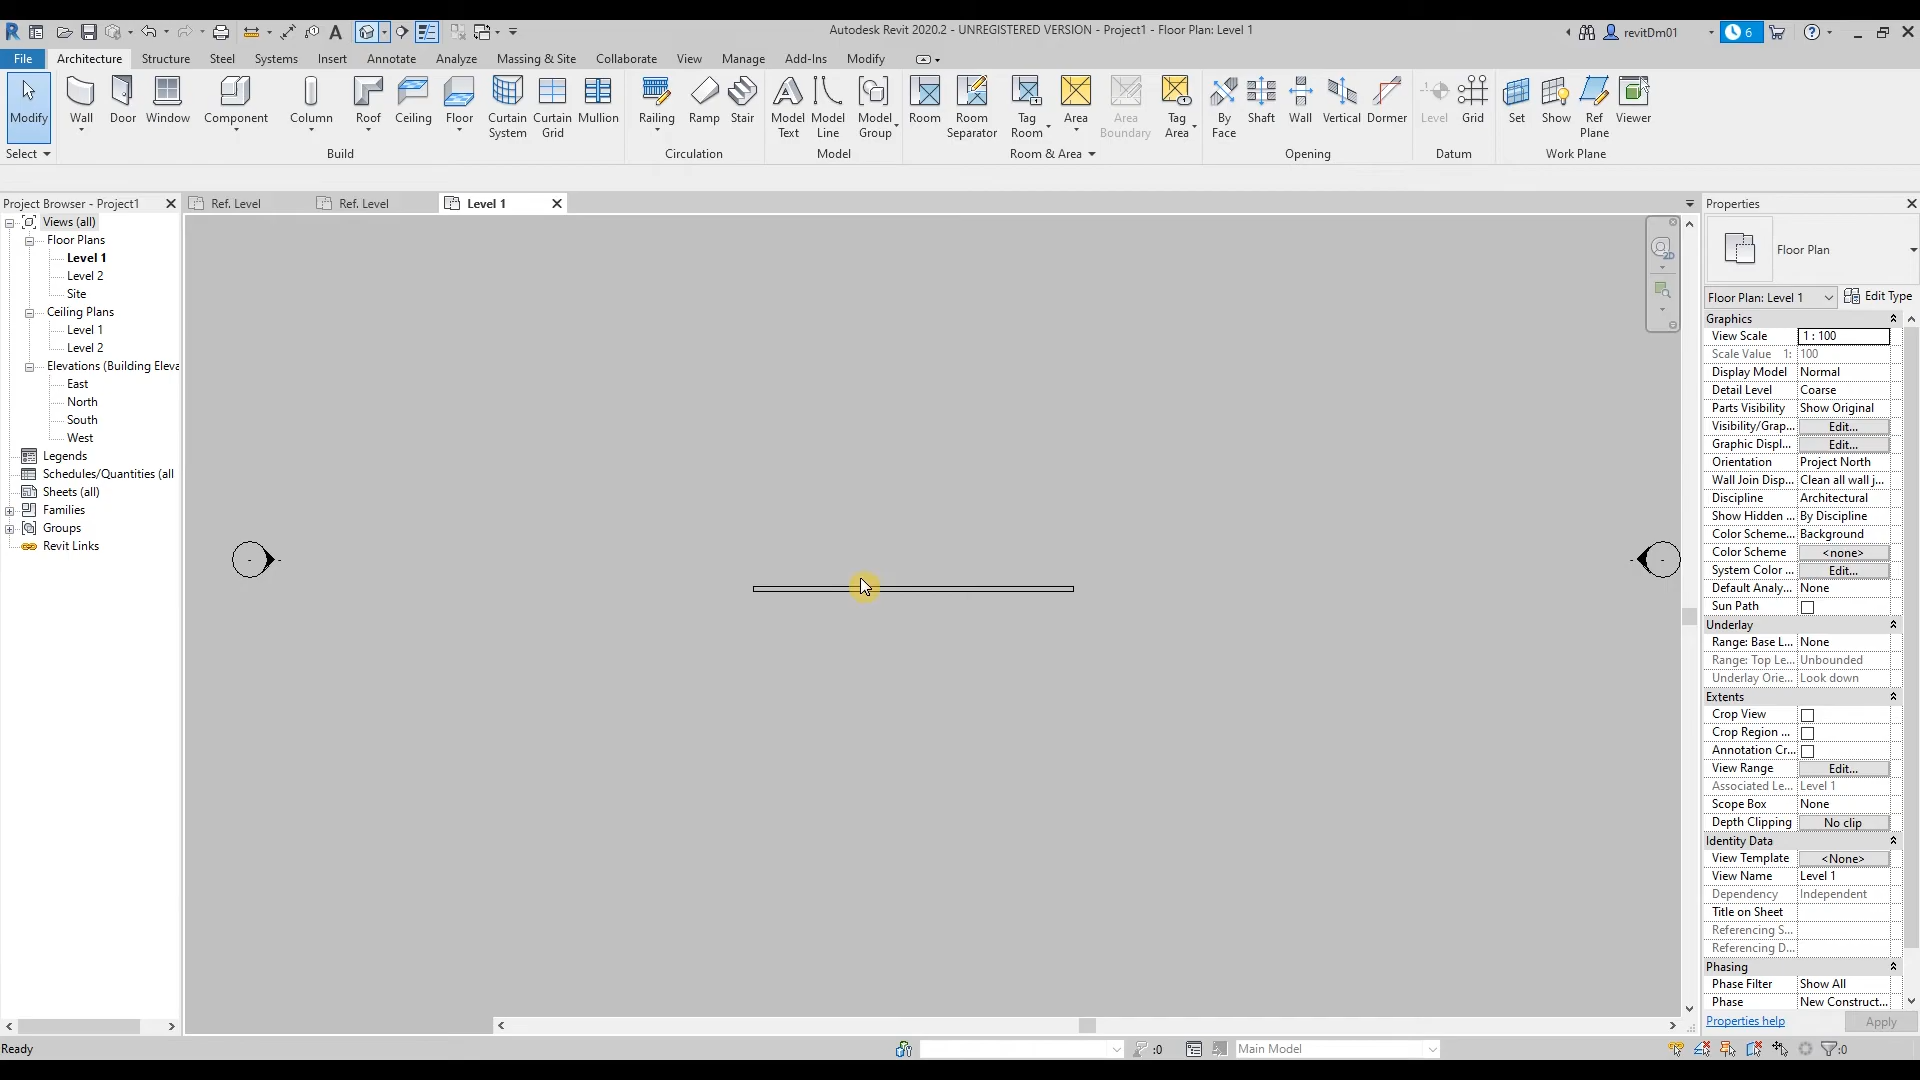 Autodesk Revit 2020.2 - UNREGISTERED VERSION - Project1 - Floor Plan: Level 1
revitDm01
6
File Architecture Structure Steel Systems Insert Annotate Analyze Massing & Site Collaborate View Manage Add-Ins Modify
Modify Wall Door Window Component Column Roof Ceiling Floor Curtain System Curtain Grid Mullion Railing Ramp Stair Model Text Model Line Model Group Room Room Separator Tag Room Area Area Boundary Tag Area By Face Shaft Wall Vertical Dormer Level Grid Set Show Ref Plane Viewer
Select Build Circulation Model Room & Area Opening Datum Work Plane
Project Browser - Project1
Ref. Level Ref. Level Level 1
Views (all)
Floor Plans
Level 1
Level 2
Site
Ceiling Plans
Level 1
Level 2
Elevations (Building Eleva
East
North
South
West
Legends
Schedules/Quantities (all
Sheets (all)
Families
Groups
Revit Links
2D
Properties
Floor Plan
Floor Plan: Level 1 Edit Type
Graphics
View Scale 1 : 100
Scale Value 1: 100
Display Model Normal
Detail Level Coarse
Parts Visibility Show Original
Visibility/Grap... Edit...
Graphic Displ... Edit...
Orientation Project North
Wall Join Disp... Clean all wall j...
Discipline Architectural
Show Hidden ... By Discipline
Color Scheme... Background
Color Scheme <none>
System Color ... Edit...
Default Analy... None
Sun Path
Underlay
Range: Base L... None
Range: Top Le... Unbounded
Underlay Orie... Look down
Extents
Crop View
Crop Region ...
Annotation Cr...
View Range Edit...
Associated Le... Level 1
Scope Box None
Depth Clipping No clip
Identity Data
View Template <None>
View Name Level 1
Dependency Independent
Title on Sheet
Referencing S...
Referencing D...
Phasing
Phase Filter Show All
Phase New Construct...
Properties help Apply
Ready :0 Main Model :0